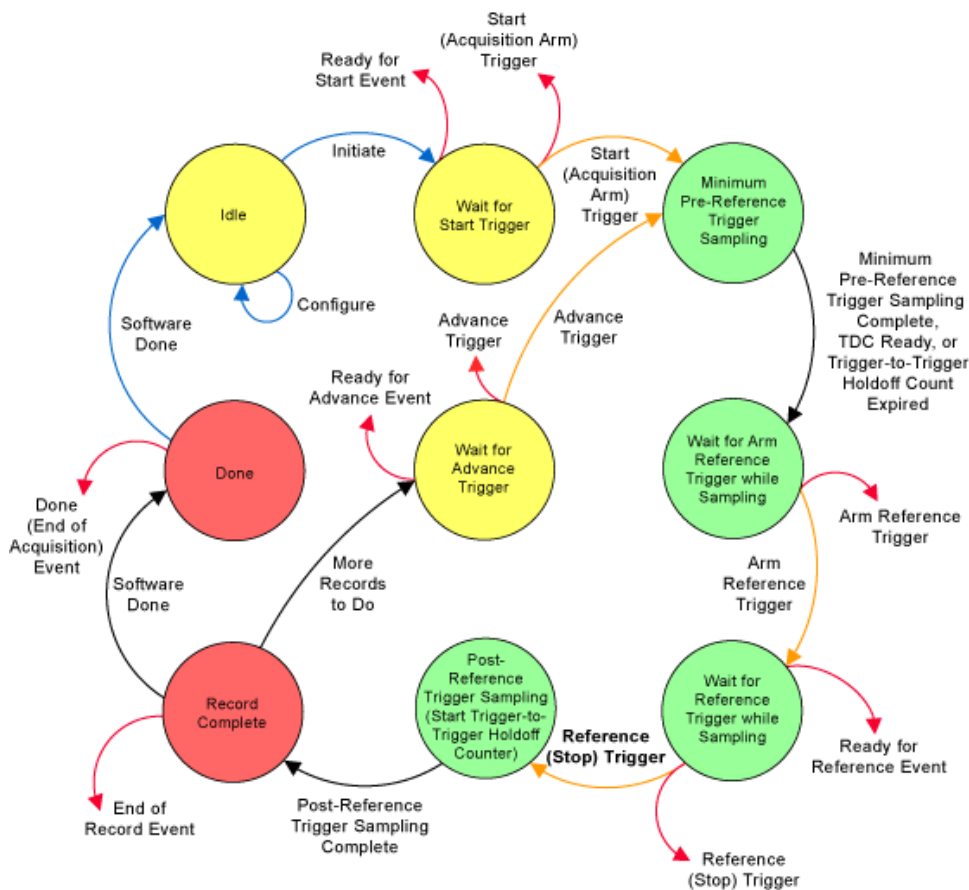 Start
(Acquisition Arm)
Trigger
Ready for
Start Event
Initiate
Start
(Acquisition
Arm)
Trigger
Idle
Wait for
Start Trigger
Minimum
Pre-Reference
Trigger
Sampling
Configure
Minimum
Pre-Reference
Trigger Sampling
Complete,
TDC Ready, or
Trigger-to-Trigger
Holdoff Count
Expired
Software
Done
Advance
Trigger
Advance
Trigger
Ready for
Advance Event
Done
Wait for
Advance
Trigger
Wait for Arm
Reference
Trigger while
Sampling
Done
(End of
Acquisition)
Event
Arm Reference
Trigger
Software
Done
More
Records
to Do
Arm
Reference
Trigger
Record
Complete
Post-
Reference
Trigger Sampling
(Start Trigger-to-
Trigger Holdoff
Counter)
Reference
(Stop) Trigger
Wait for
Reference
Trigger while
Sampling
Ready for
Reference Event
End of
Record Event
Post-Reference
Trigger Sampling
Complete
Reference
(Stop) Trigger